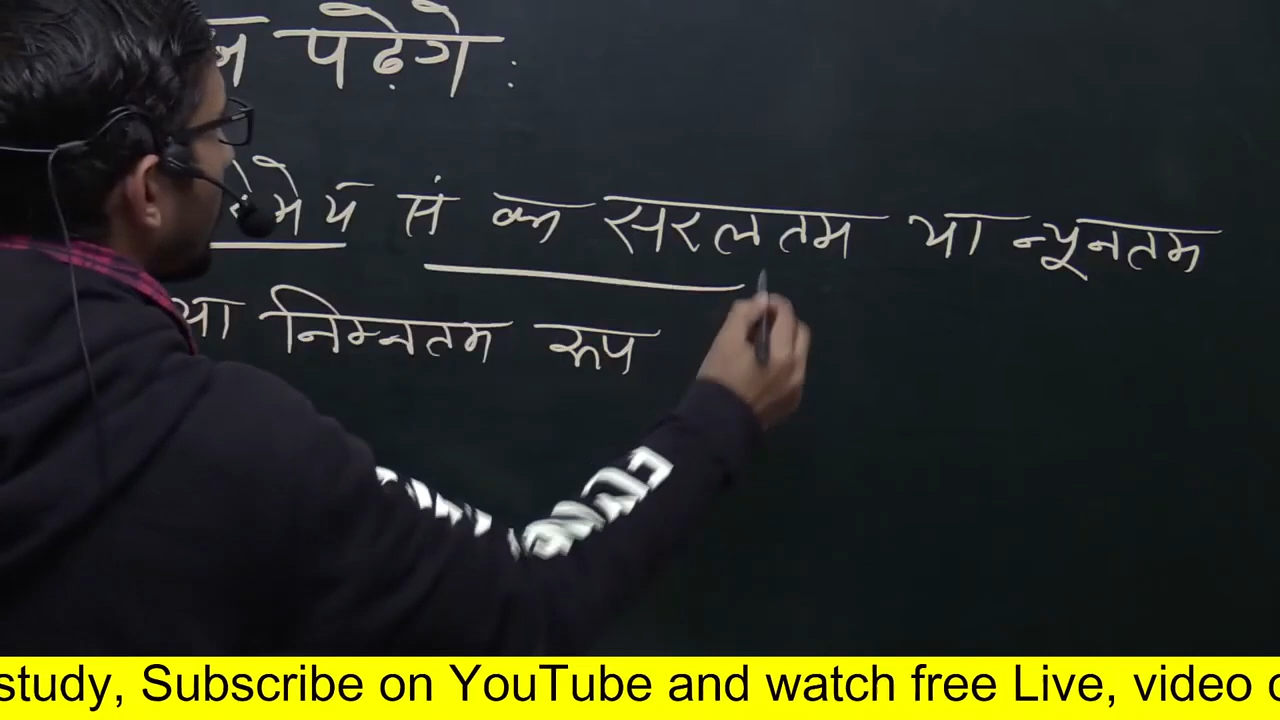 पढ़ेगे :
सं का सरलतम या न्यूनतम
या निम्नतम रूप
study, Subscribe on YouTube and watch free Live, video